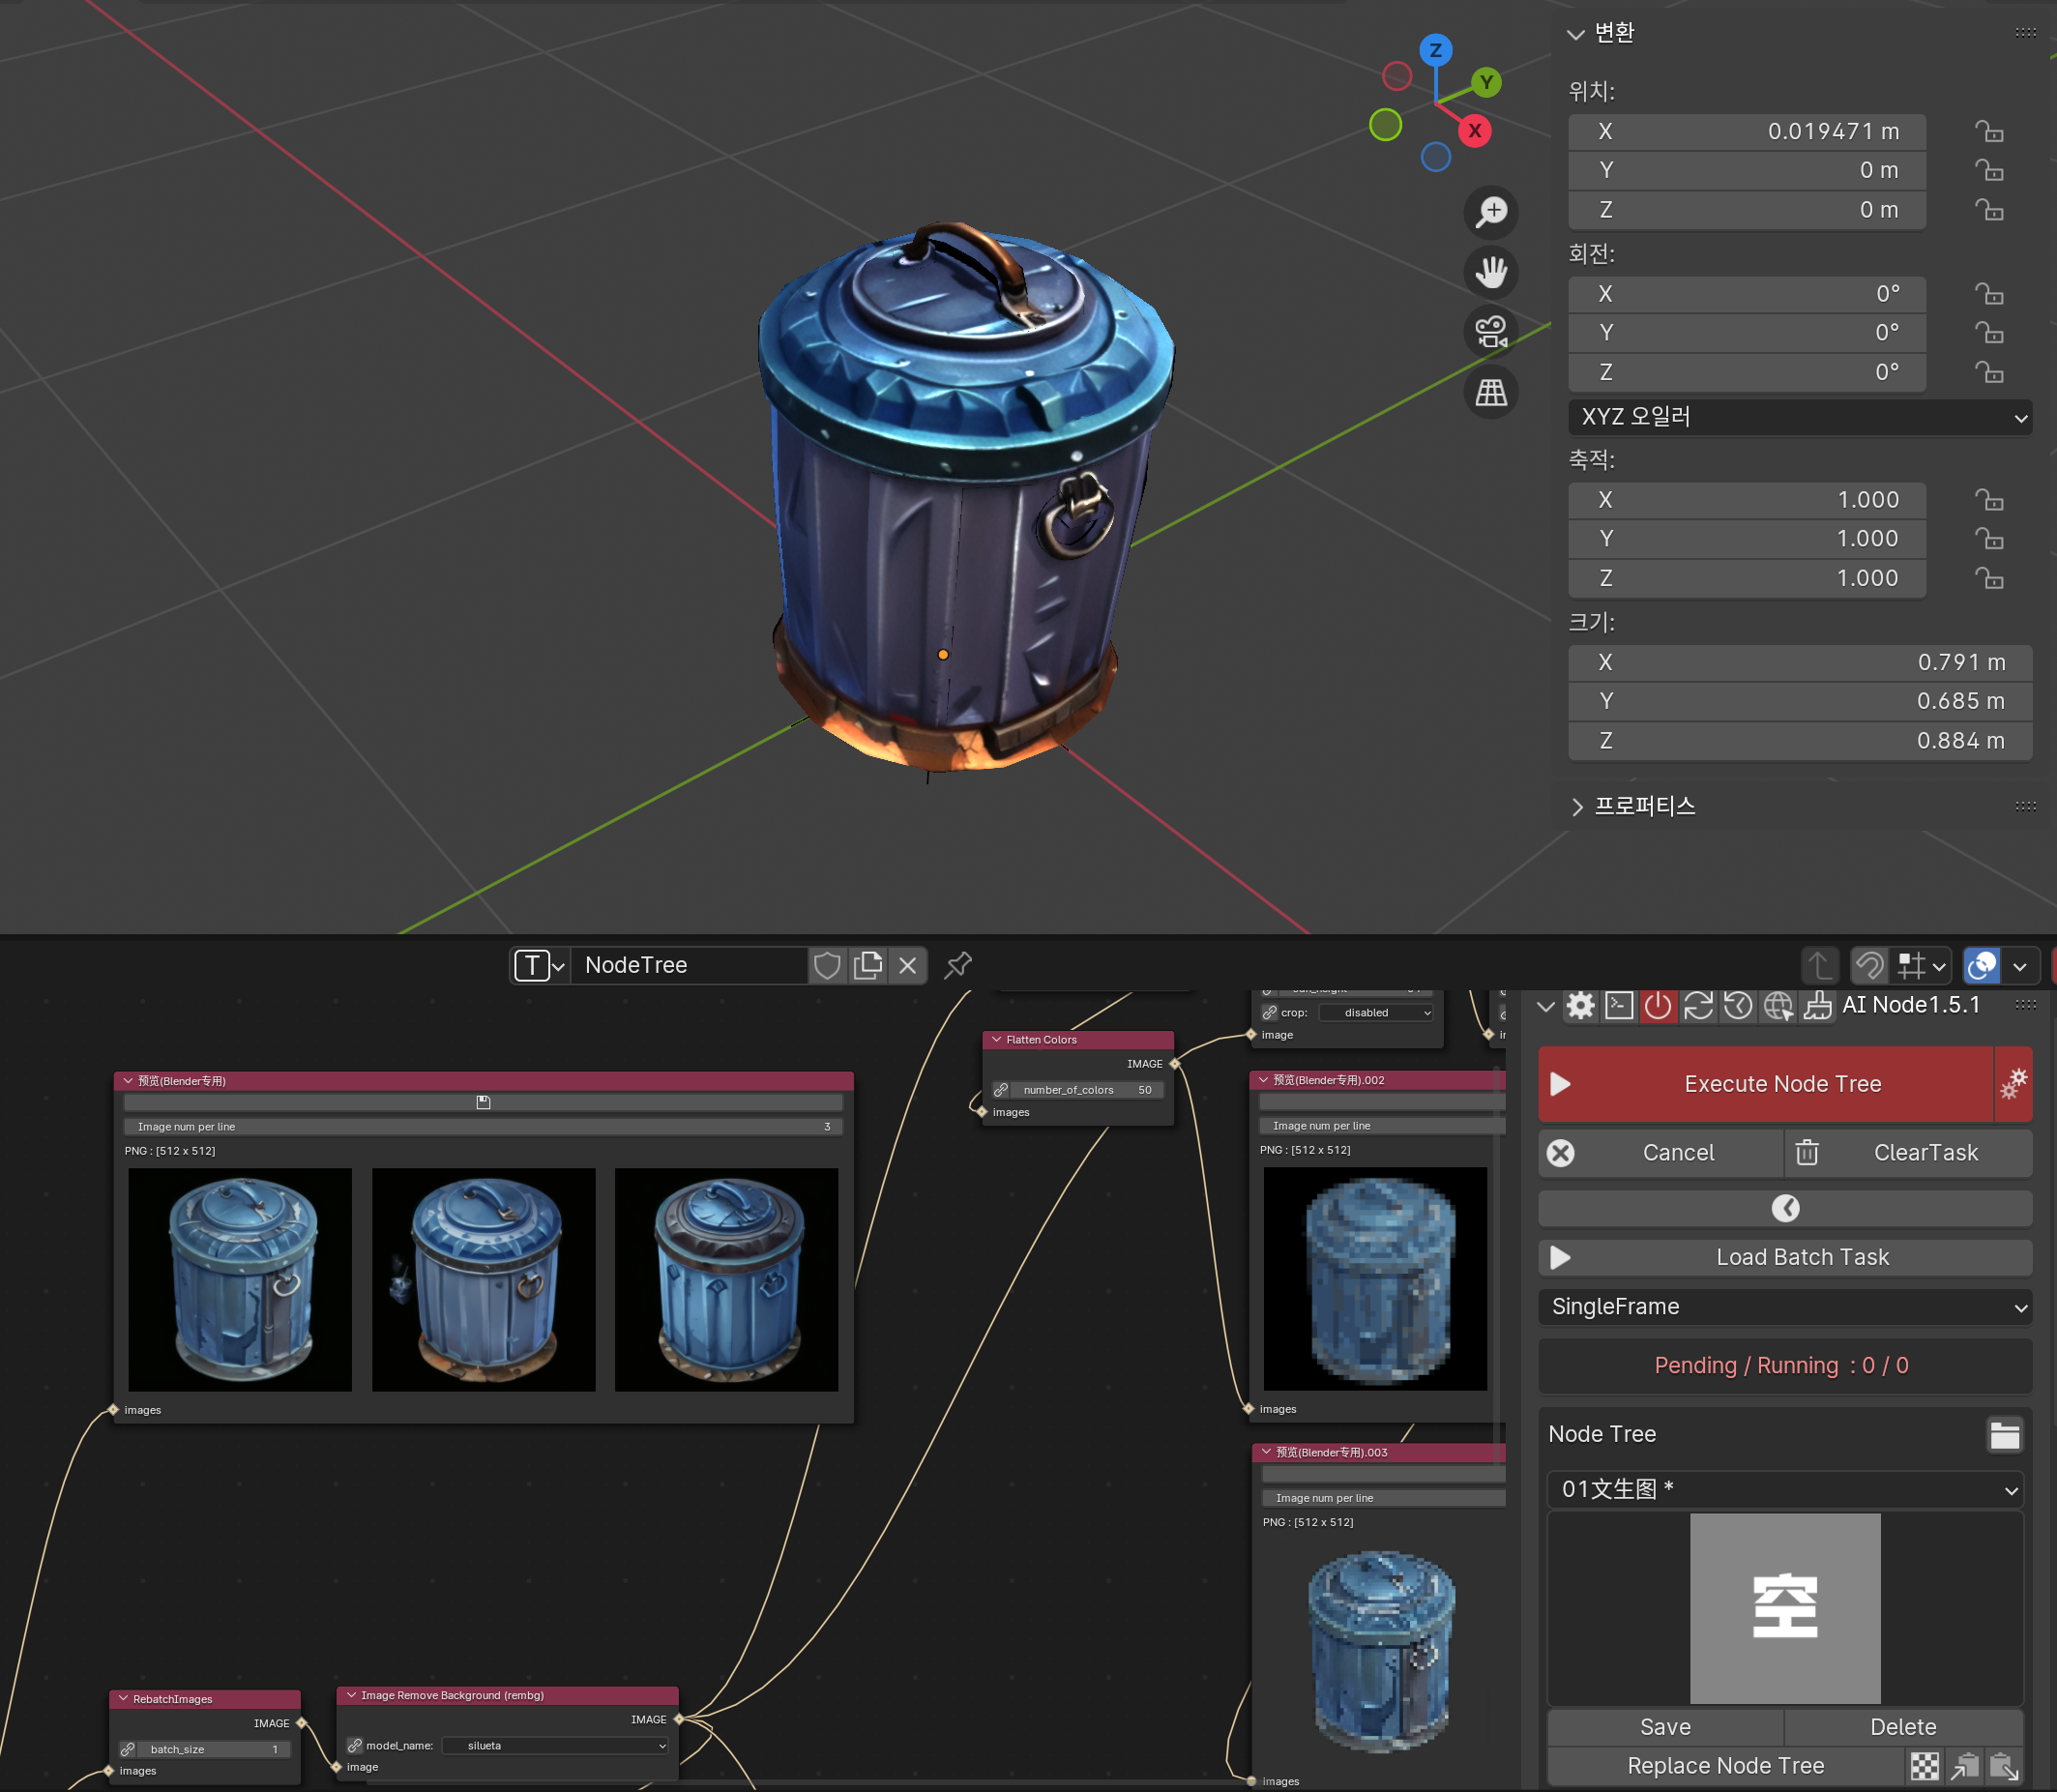 변환
Z
Y
X
위치:
X 0.019471 m
Y 0 m
Z 0 m
회전:
X 0°
Y 0°
Z 0°
XYZ 오일러
축적:
X 1.000
Y 1.000
Z 1.000
크기:
X 0.791 m
Y 0.685 m
Z 0.884 m
프로퍼티스
T NodeTree
AI Node1.5.1
crop: disabled
image
Flatten Colors
IMAGE
number_of_colors 50
images
预览(Blender专用)
Image num per line 3
PNG : [512 x 512]
images
预览(Blender专用).002
Image num per line
PNG : [512 x 512]
images
预览(Blender专用).003
Image num per line
PNG : [512 x 512]
Images
RebatchImages
IMAGE
batch_size 1
images
Image Remove Background (rembg)
IMAGE
model_name: silueta
image
Execute Node Tree
Cancel
ClearTask
Load Batch Task
SingleFrame
Pending / Running : 0 / 0
Node Tree
01文生图 *
空
Save
Delete
Replace Node Tree